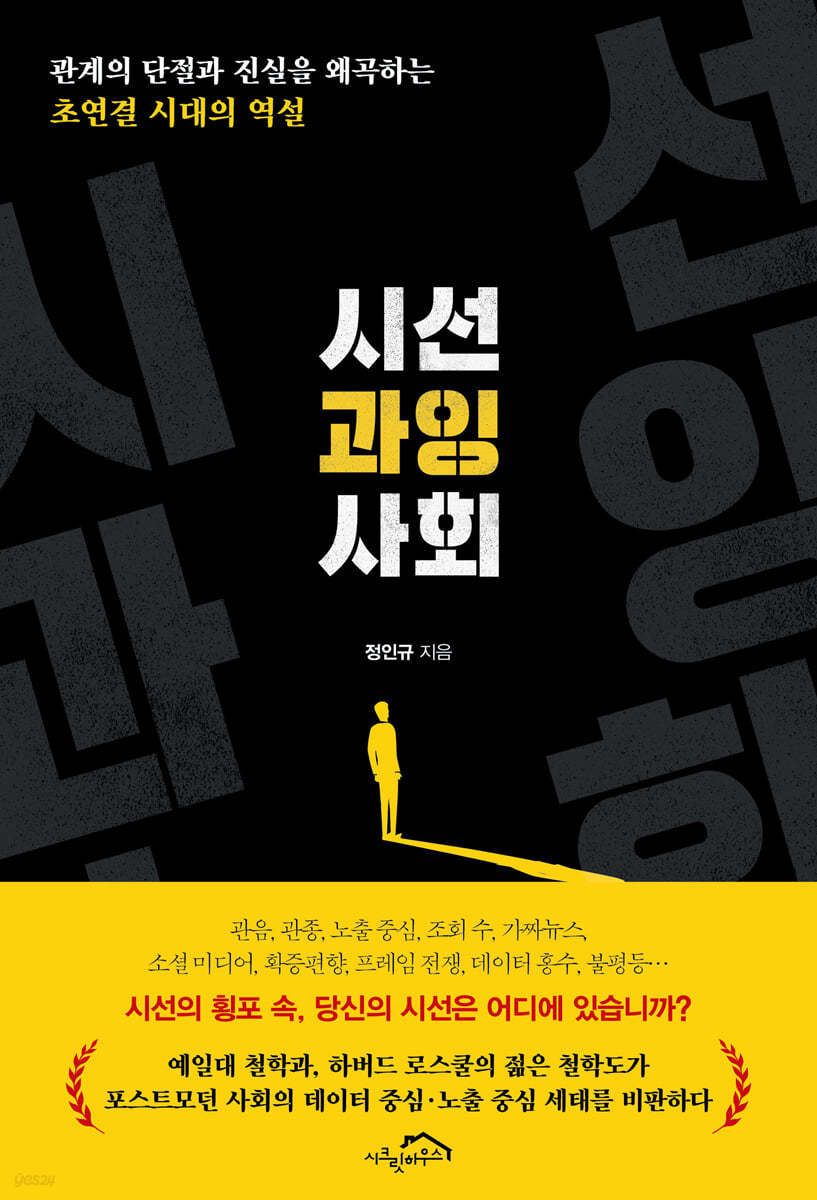 관계의 단절과 진실을 왜곡하는
초연결 시대의 역설
시선
과잉
사회
정인규 지음
관음, 관종, 노출 중심, 조회 수, 가짜뉴스,
소셜 미디어, 확증편향, 프레임 전쟁, 데이터 홍수, 불평등…
시선의 횡포 속, 당신의 시선은 어디에 있습니까?
예일대 철학과, 하버드 로스쿨의 젊은 철학도가
포스트모던 사회의 데이터 중심·노출 중심 세태를 비판하다
시크릿하우스
yes24